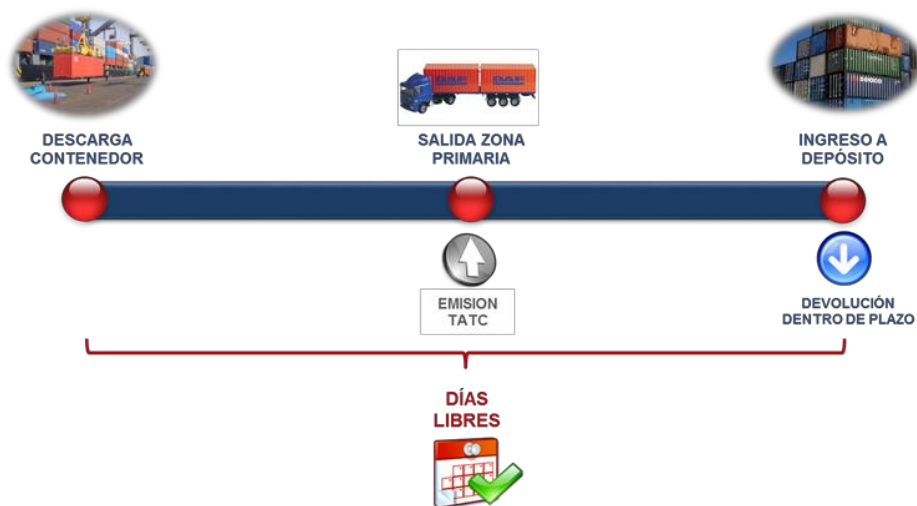 DESCARGA
CONTENEDOR
SALIDA ZONA
PRIMARIA
INGRESO A
DEPÓSITO
EMISION
TATC
DEVOLUCIÓN
DENTRO DE PLAZO
DÍAS
LIBRES